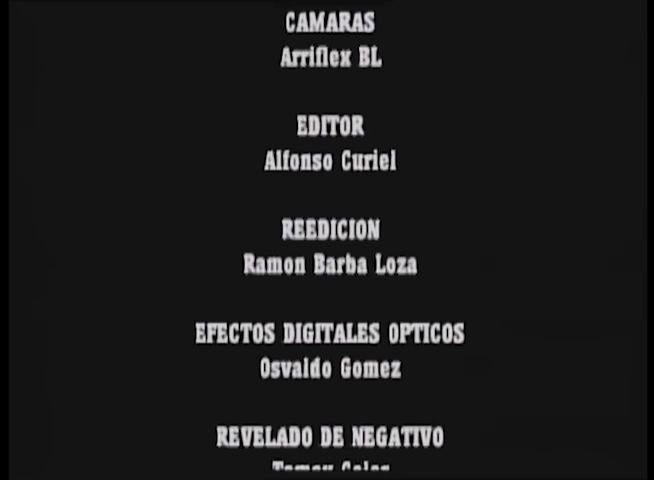 CAMARAS
Arriflex BL
EDITOR
Alfonso Curiel
REEDICION
Ramon Barba Loza
EFECTOS DIGITALES OPTICOS
Osvaldo Gomez
REVELADO DE NEGATIVO